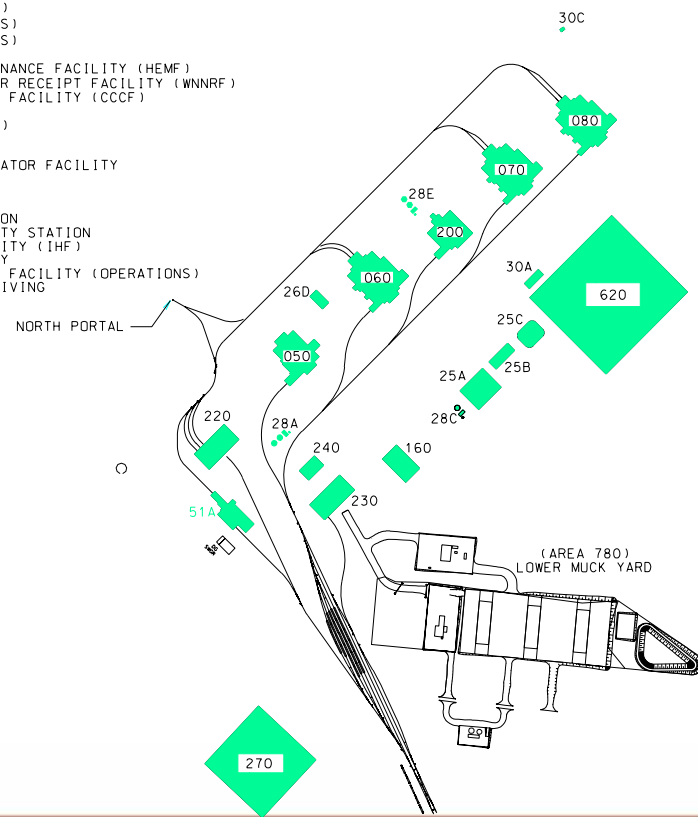 )
S)
S)
NANCE FACILITY (HEMF)
R RECEIPT FACILITY (WNNRF)
FACILITY (CCCF)
)
ATOR FACILITY
ON
TY STATION
ITY (IHF)
Y
FACILITY (OPERATIONS)
IVING
30C
080
070
28E
200
30A
060
26D
620
NORTH PORTAL
25C
050
25B
25A
28C
220
28A
240
160
230
51A
(AREA 780)
LOWER MUCK YARD
270